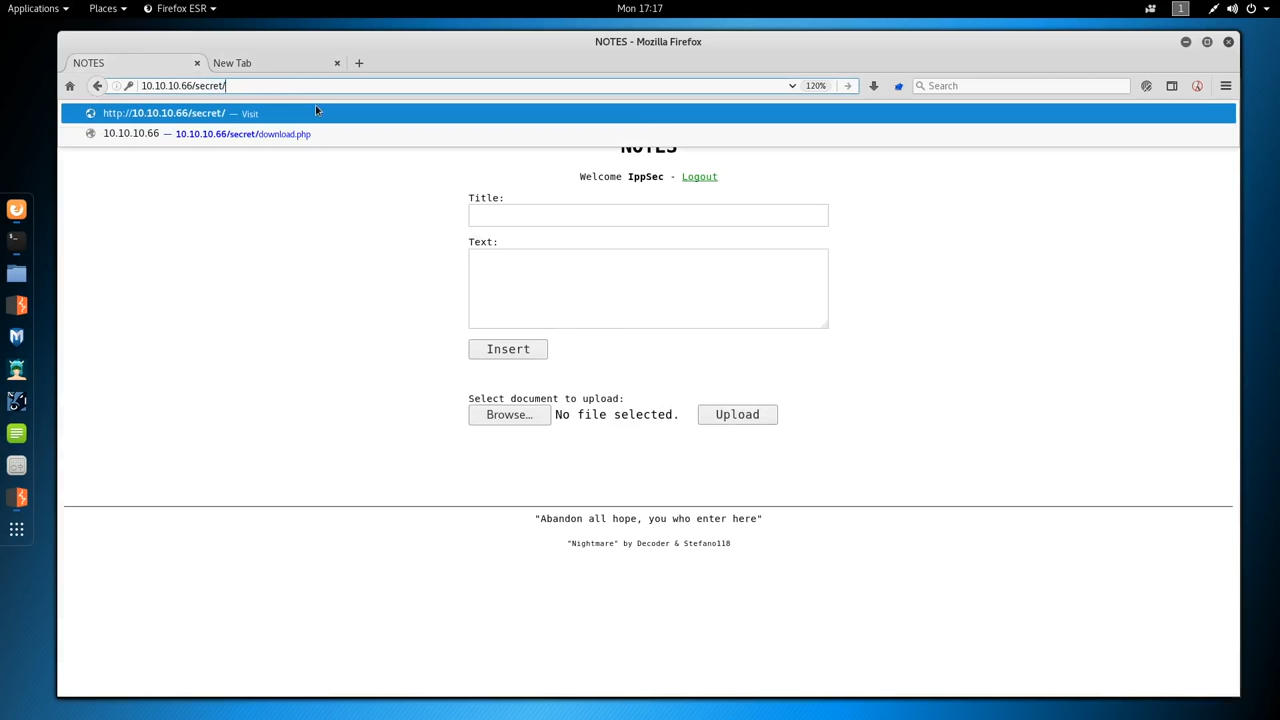 Applications Places Firefox ESR Mon 17:17 1
NOTES - Mozilla Firefox
NOTES New Tab
10.10.10.66/secret/ 120% Search
http://10.10.10.66/secret/ — Visit
10.10.10.66 — 10.10.10.66/secret/download.php
NOTES
Welcome IppSec - Logout
Title:
Text:
Insert
Select document to upload:
Browse... No file selected. Upload
"Abandon all hope, you who enter here"
"Nightmare" by Decoder & Stefano118